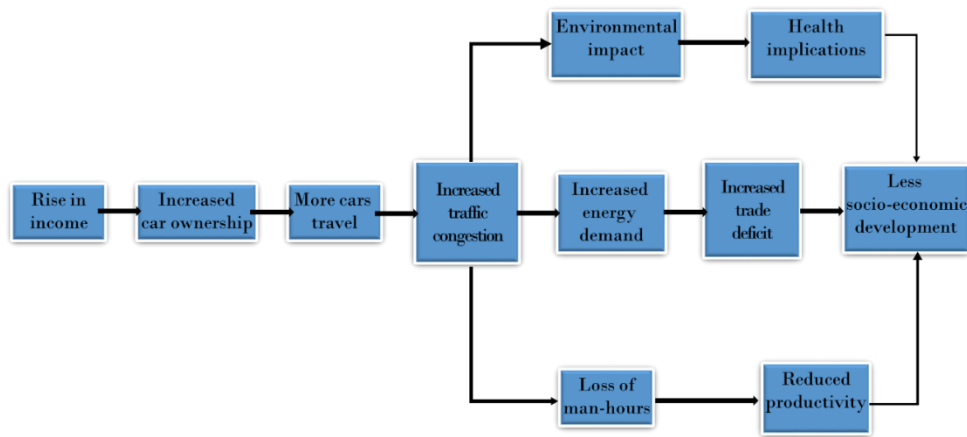 Environmental
impact
Health
implications
Rise in
income
Increased
car ownership
More cars
travel
Increased
traffic
congestion
Increased
energy
demand
Increased
trade
deficit
Less
socio-economic
development
Loss of
man-hours
Reduced
productivity